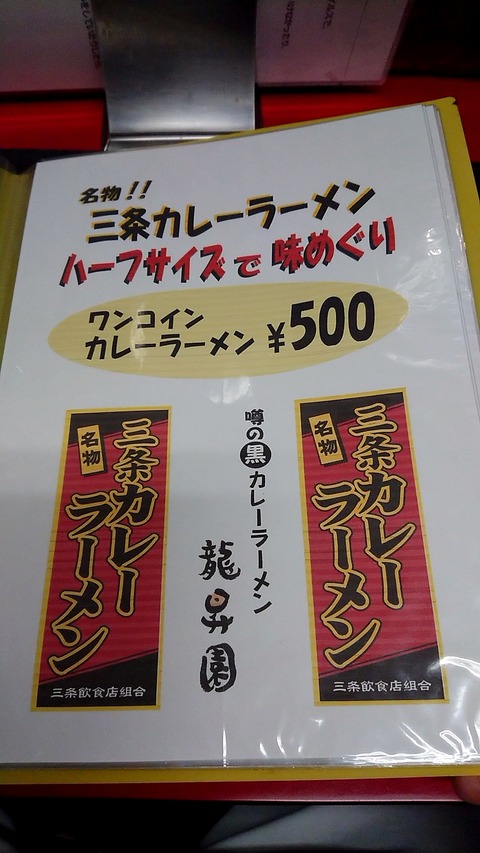 名物!!
三条カレーラーメン
ハーフサイズで味めぐり
ワンコイン
カレーラーメン ¥500
名物
三条カレー
ラーメン
三条飲食店組合
噂の黒カレーラーメン
龍昇園
名物
三条カレー
ラーメン
三条飲食店組合